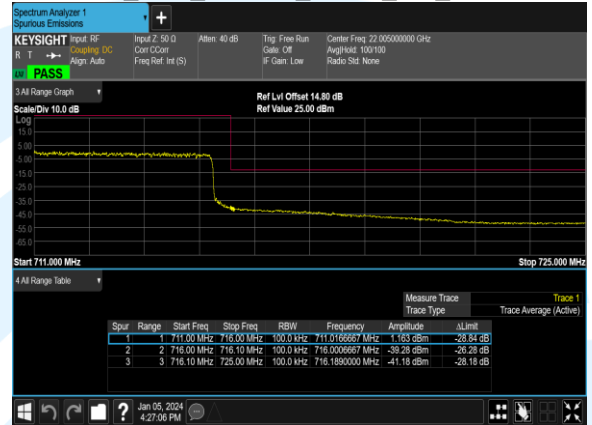 Spectrum Analyzer 1
Spurious Emissions
+
KEYSIGHT Input: RF Input Z: 50 Ω Atten: 40 dB Trig: Free Run Center Freq: 22.005000000 GHz
R T Coupling: DC Corr CCorr Gate: Off Avg|Hold: 100/100
Align: Auto Freq Ref: Int (S) IF Gain: Low Radio Std: None
PASS
3 All Range Graph
Ref Lvl Offset 14.80 dB
Scale/Div 10.0 dB Ref Value 25.00 dBm
Log
15.0
5.00
-5.00
-15.0
-25.0
-35.0
-45.0
-55.0
-65.0
Start 711.000 MHz Stop 725.000 MHz
4 All Range Table
Measure Trace Trace 1
Trace Type Trace Average (Active)
Spur Range Start Freq Stop Freq RBW Frequency Amplitude ΔLimit
1 1 711.00 MHz 716.00 MHz 100.0 kHz 711.0166667 MHz 1.163 dBm -28.84 dB
2 2 716.00 MHz 716.10 MHz 100.0 kHz 716.0006667 MHz -39.28 dBm -26.28 dB
3 3 716.10 MHz 725.00 MHz 100.0 kHz 716.1890000 MHz -41.18 dBm -28.18 dB
? Jan 05, 2024
4:27:06 PM